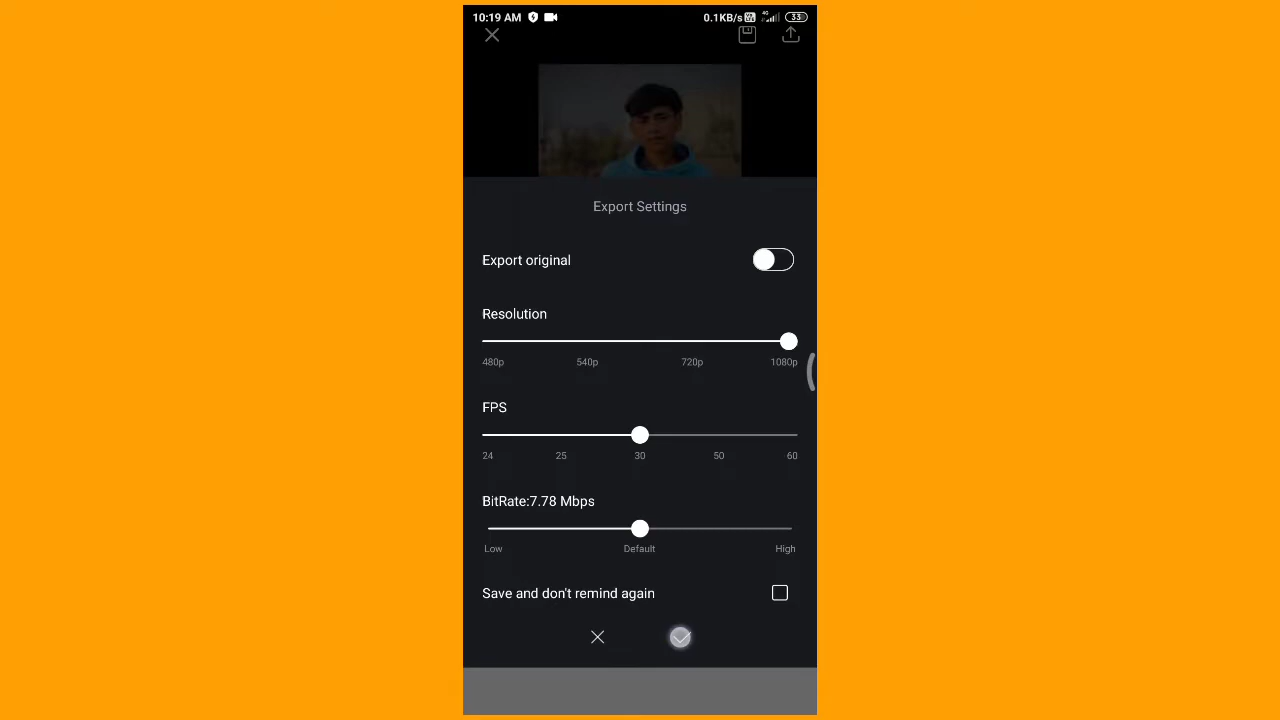 10:19 AM 0.1KB/s 4G 33
Export Settings
Export original
Resolution
480p 540p 720p 1080p
FPS
24 25 30 50 60
BitRate:7.78 Mbps
Low Default High
Save and don't remind again